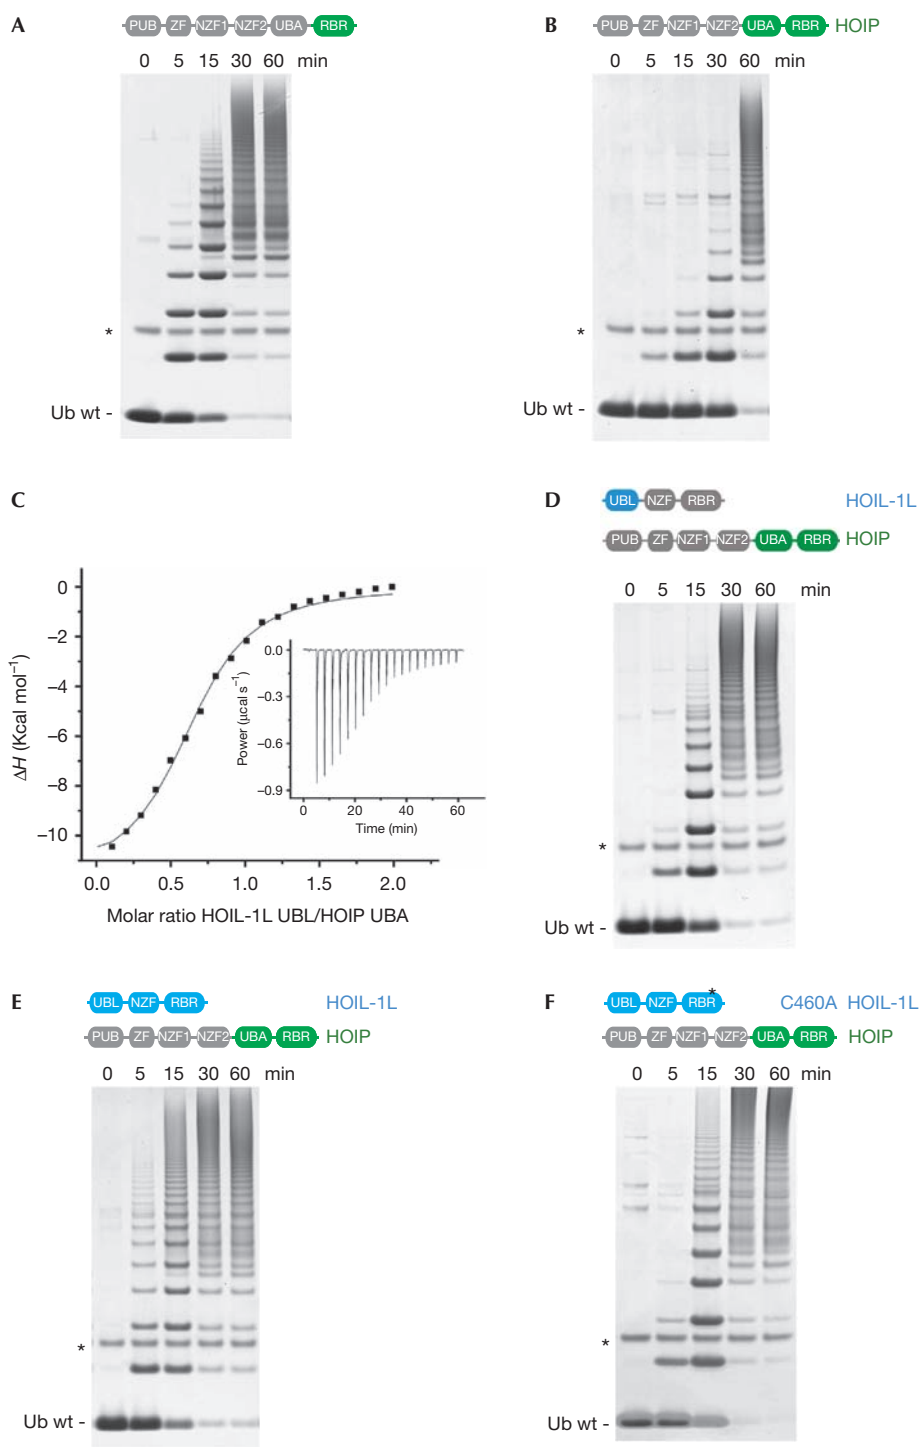 A
PUB ZF NZF1 NZF2 UBA RBR
0 5 15 30 60 min
*
Ub wt -
B
PUB ZF NZF1 NZF2 UBA RBR HOIP
0 5 15 30 60 min
*
Ub wt -
C
0
−2
−4
−6
−8
−10
ΔH (Kcal mol−1)
0.0 0.5 1.0 1.5 2.0
Molar ratio HOIL-1L UBL/HOIP UBA
0.0
−0.3
−0.6
−0.9
Power (μcal s−1)
0 20 40 60
Time (min)
D
UBL NZF RBR HOIL-1L
PUB ZF NZF1 NZF2 UBA RBR HOIP
0 5 15 30 60 min
*
Ub wt -
E
UBL NZF RBR HOIL-1L
PUB ZF NZF1 NZF2 UBA RBR HOIP
0 5 15 30 60 min
*
Ub wt -
F
*
UBL NZF RBR C460A HOIL-1L
PUB ZF NZF1 NZF2 UBA RBR HOIP
0 5 15 30 60 min
*
Ub wt -